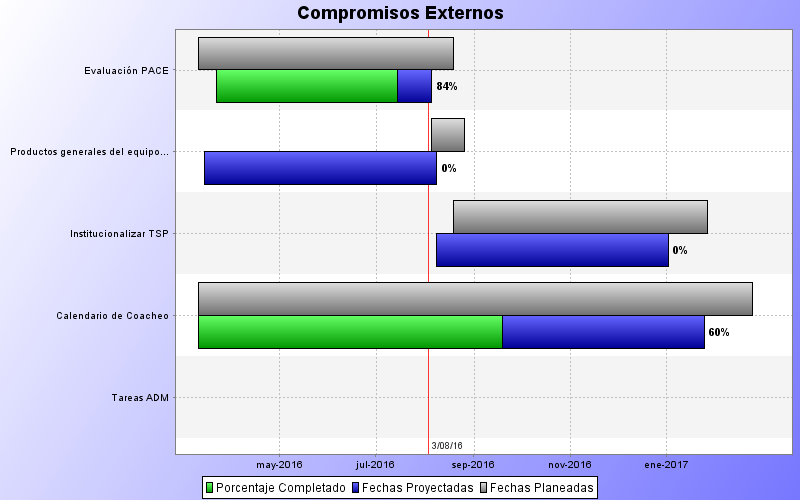 Compromisos Externos
Evaluación PACE
84%
Productos generales del equipo...
0%
Institucionalizar TSP
0%
Calendario de Coacheo
60%
Tareas ADM
3/08/16
may-2016 jul-2016 sep-2016 nov-2016 ene-2017
Porcentaje Completado Fechas Proyectadas Fechas Planeadas